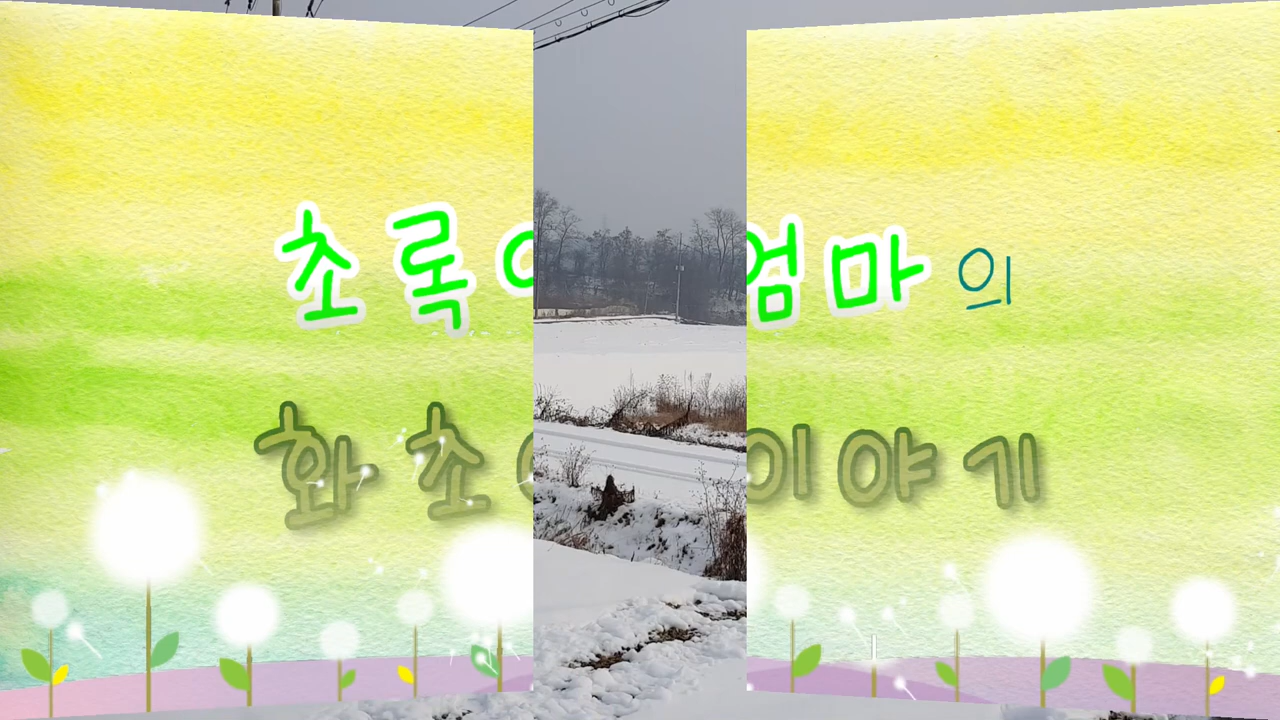 초록 엄마 의
화초 이야기